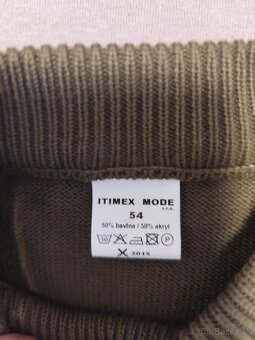 ITIMEX MODE
s.r.o.
54
50% bavlna / 50% akryl
P
2015